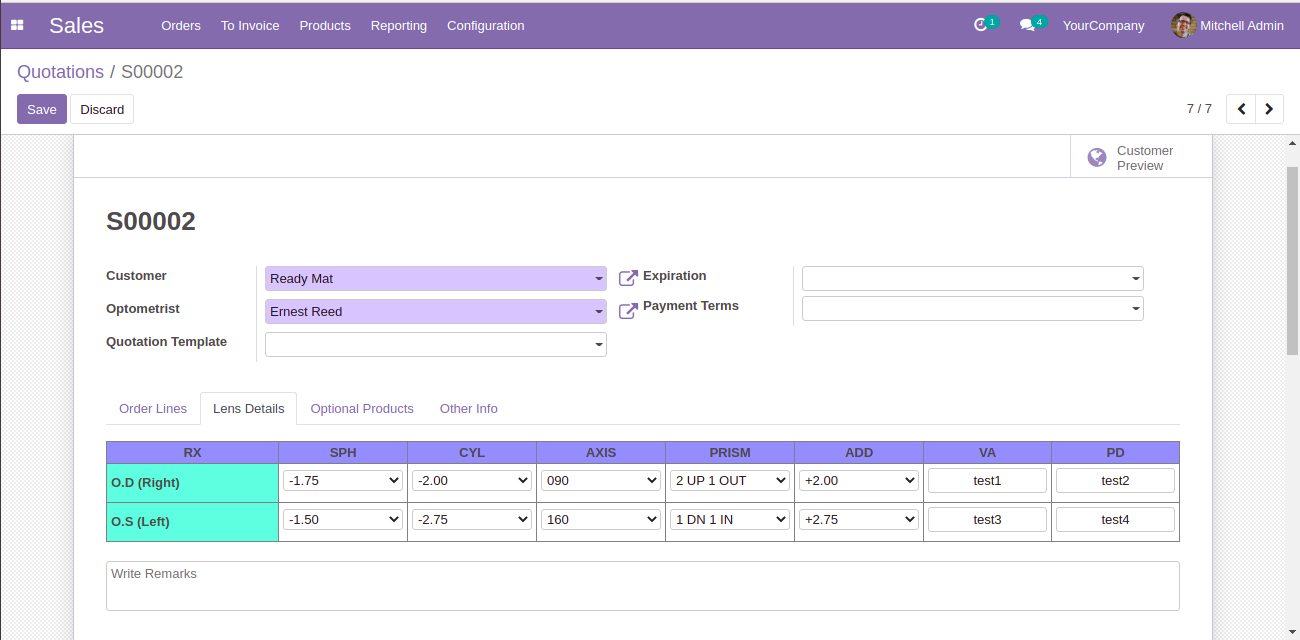 Sales Orders To Invoice Products Reporting Configuration 1 4 YourCompany Mitchell Admin
Quotations / S00002
Save Discard 7 / 7
Customer
Preview
S00002
Customer Ready Mat Expiration
Optometrist Ernest Reed Payment Terms
Quotation Template
Order Lines Lens Details Optional Products Other Info
RX SPH CYL AXIS PRISM ADD VA PD
O.D (Right) -1.75 -2.00 090 2 UP 1 OUT +2.00 test1 test2
O.S (Left) -1.50 -2.75 160 1 DN 1 IN +2.75 test3 test4
Write Remarks